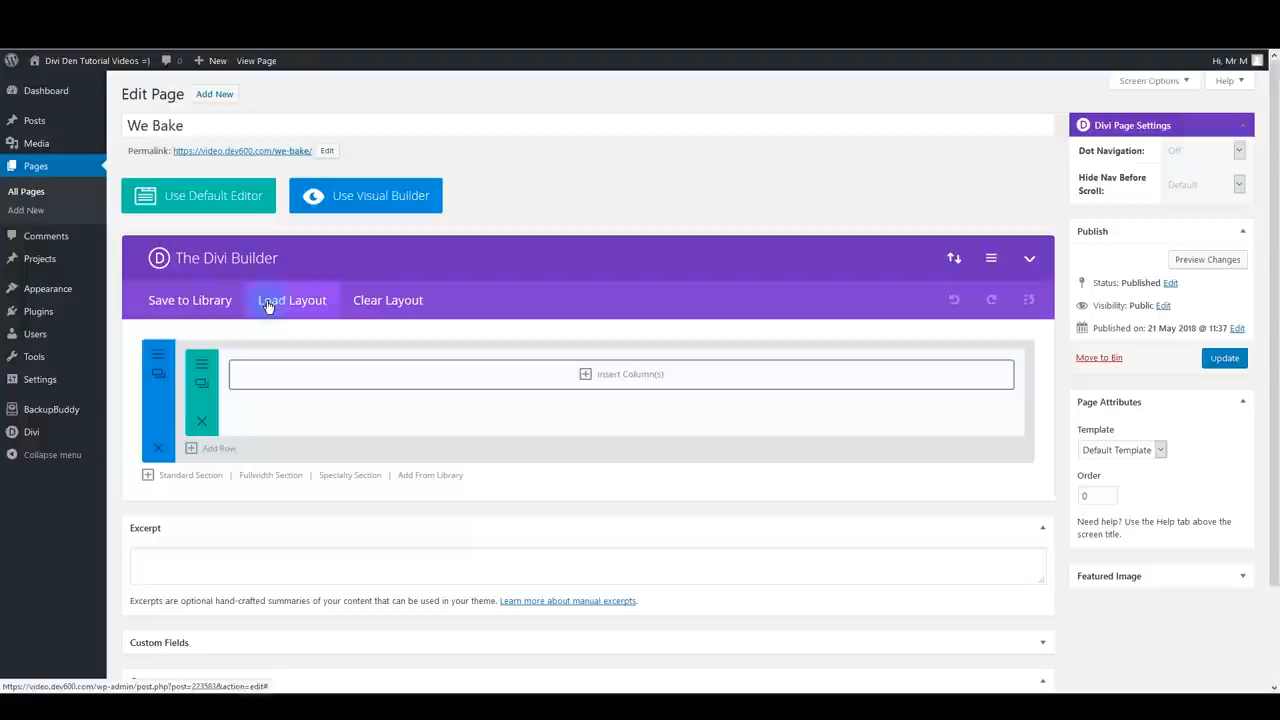 Divi Den Tutorial Videos =)
0
New
View Page
Hi, Mr M
Dashboard
Posts
Media
Pages
All Pages
Add New
Comments
Projects
Appearance
Plugins
Users
Tools
Settings
BackupBuddy
Divi
Collapse menu
Screen Options
Help
Edit Page
Add New
We Bake
Permalink: https://video.dev600.com/we-bake/
Edit
Use Default Editor
Use Visual Builder
D The Divi Builder
Save to Library
Load Layout
Clear Layout
Insert Column(s)
Add Row
Standard Section | Fullwidth Section | Specialty Section | Add From Library
Excerpt
Excerpts are optional hand-crafted summaries of your content that can be used in your theme. Learn more about manual excerpts.
Custom Fields
D Divi Page Settings
Dot Navigation: Off
Hide Nav Before Scroll: Default
Publish
Preview Changes
Status: Published Edit
Visibility: Public Edit
Published on: 21 May 2018 @ 11:37 Edit
Move to Bin
Update
Page Attributes
Template
Default Template
Order
0
Need help? Use the Help tab above the
screen title.
Featured Image
https://video.dev600.com/wp-admin/post.php?post=223583&action=edit#